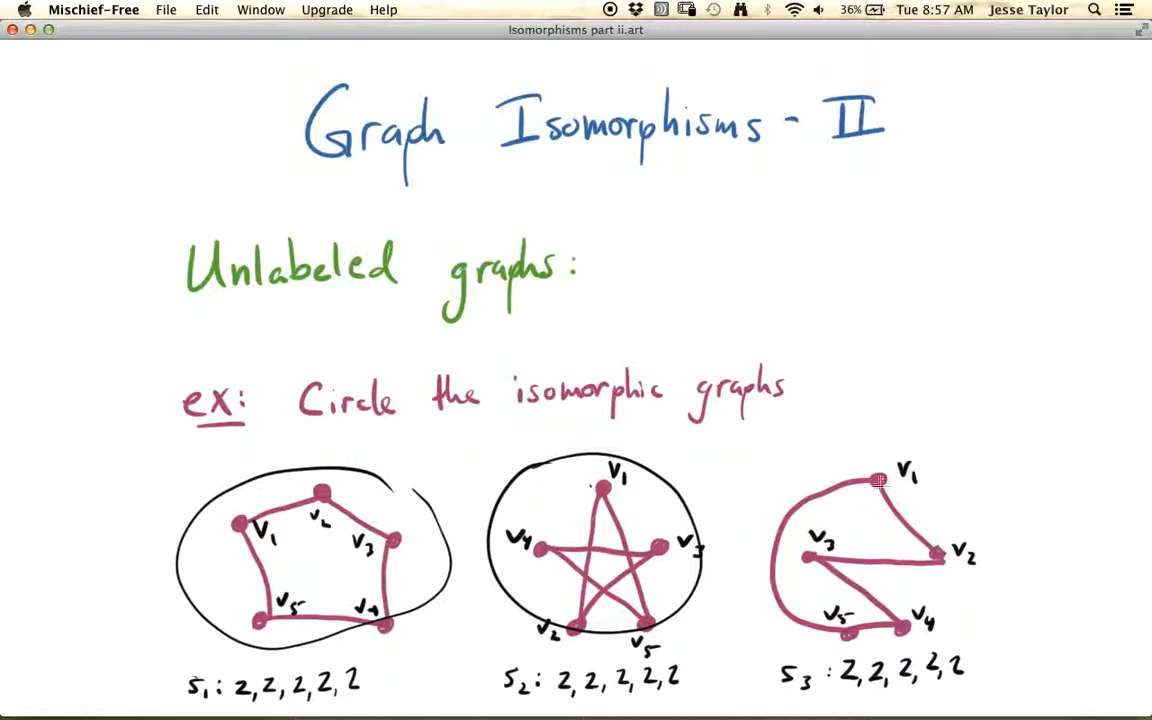 Mischief-Free File Edit View Window Upgrade Help 36% Tue 8:57 AM Jesse Taylor
Isomorphisms part ii.art
Graph Isomorphisms - II
Unlabeled graphs:
ex: Circle the isomorphic graphs
V₁ V₂ V₃ V₄ V₅
V₁ V₄ V₃ V₂ V₅
V₁ V₃ V₂ V₅ V₄
S₁: 2,2,2,2,2
S₂: 2,2,2,2,2
S₃: 2,2,2,2,2